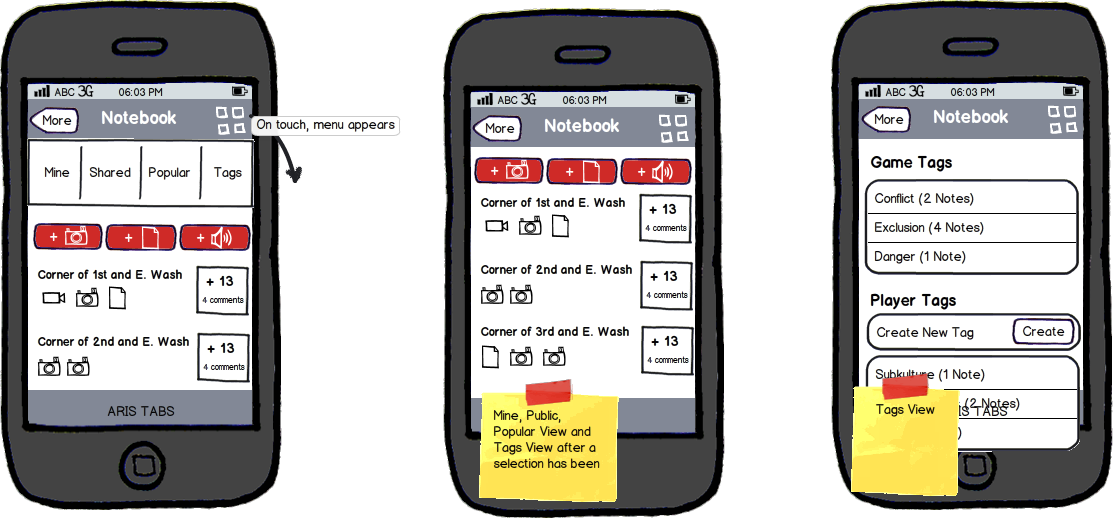 ABC 3G 06:03 PM
More Notebook
On touch, menu appears
Mine Shared Popular Tags
+ + +
Corner of 1st and E. Wash
+ 13
4 comments
Corner of 2nd and E. Wash
+ 13
4 comments
ARIS TABS
ABC 3G 06:03 PM
More Notebook
+ + +
Corner of 1st and E. Wash
+ 13
4 comments
Corner of 2nd and E. Wash
+ 13
4 comments
Corner of 3rd and E. Wash
+ 13
4 comments
Mine, Public,
Popular View and
Tags View after a
selection has been
ABC 3G 06:03 PM
More Notebook
Game Tags
Conflict (2 Notes)
Exclusion (4 Notes)
Danger (1 Note)
Player Tags
Create New Tag Create
Subkulture (1 Note)
(2 Notes)
IS TABS
)
Tags View